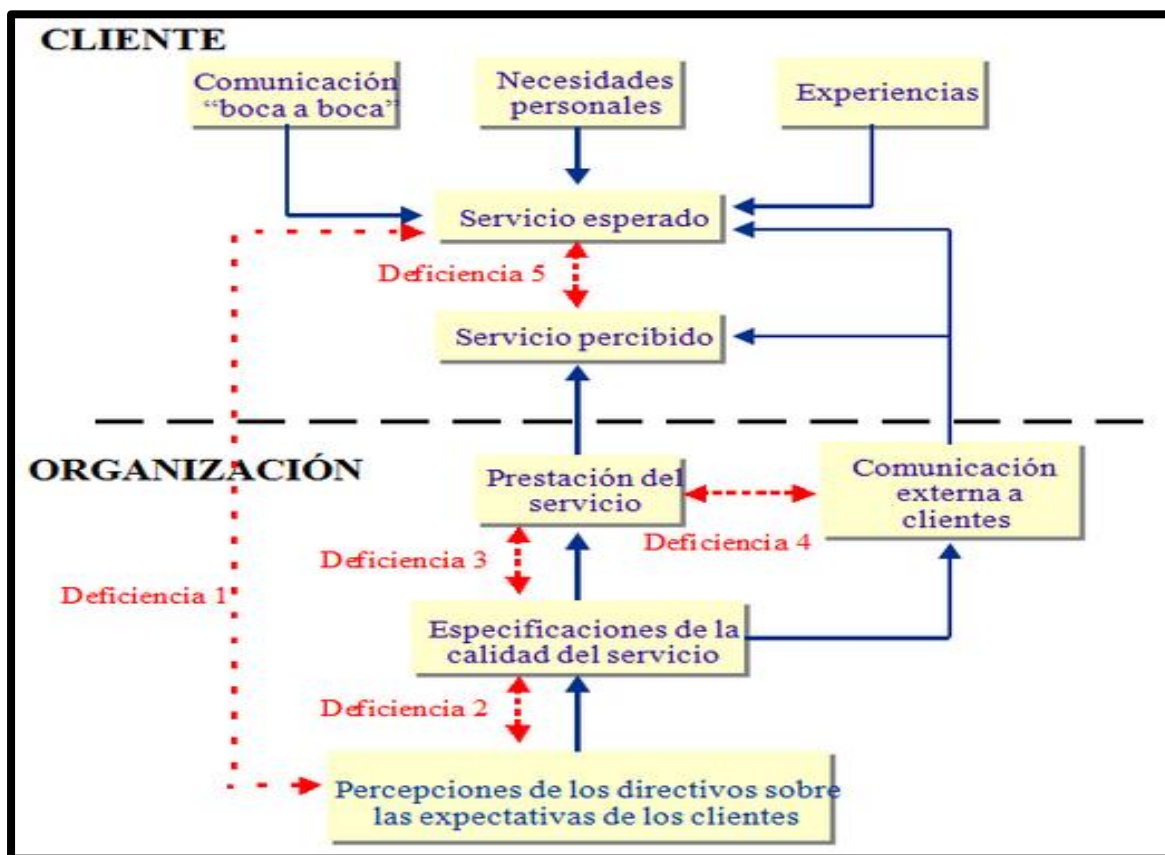 CLIENTE
Comunicación
“boca a boca”
Necesidades
personales
Experiencias
Servicio esperado
Deficiencia 5
Servicio percibido
ORGANIZACIÓN
Prestación del
servicio
Comunicación
externa a
clientes
Deficiencia 3
Deficiencia 4
Deficiencia 1
Especificaciones de la
calidad del servicio
Deficiencia 2
Percepciones de los directivos sobre
las expectativas de los clientes